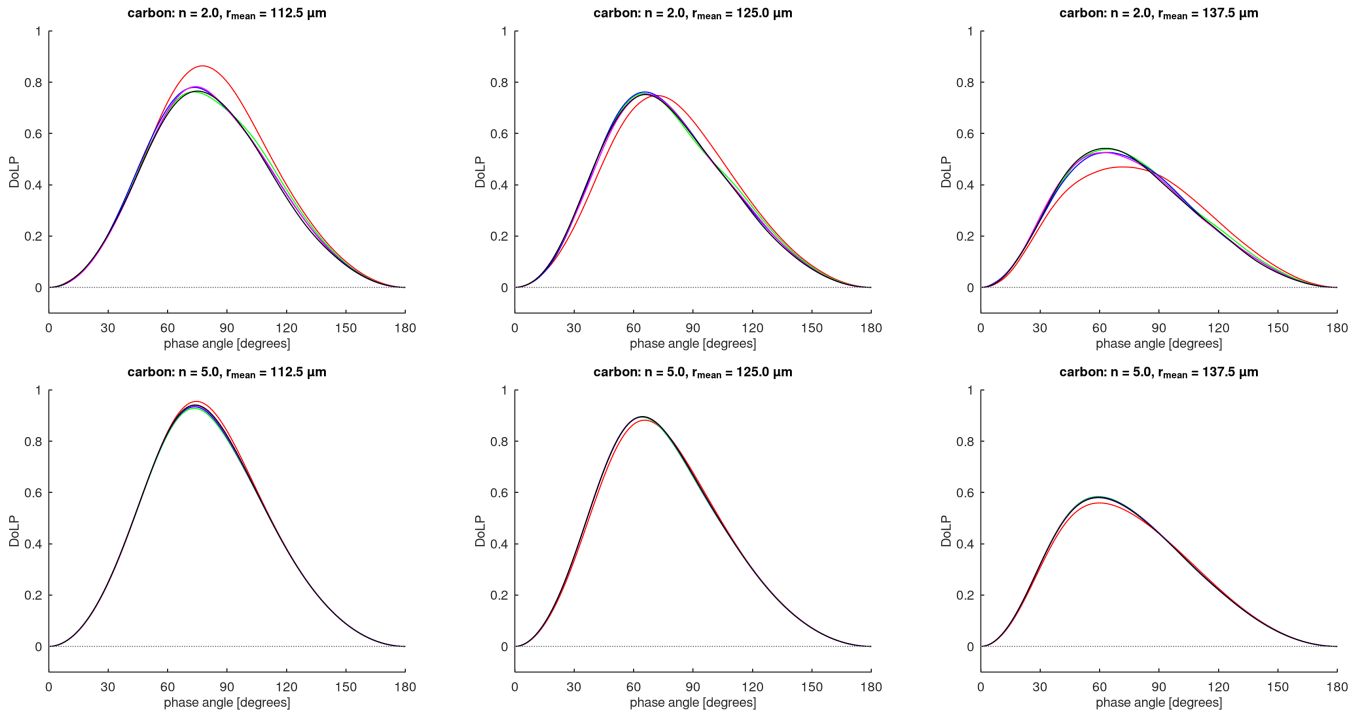 carbon: n = 2.0, rmean = 112.5 µm
1
0.8
0.6
0.4
0.2
0
DoLP
0 30 60 90 120 150 180
phase angle [degrees]
carbon: n = 2.0, rmean = 125.0 µm
1
0.8
0.6
0.4
0.2
0
DoLP
0 30 60 90 120 150 180
phase angle [degrees]
carbon: n = 2.0, rmean = 137.5 µm
1
0.8
0.6
0.4
0.2
0
DoLP
0 30 60 90 120 150 180
phase angle [degrees]
carbon: n = 5.0, rmean = 112.5 µm
1
0.8
0.6
0.4
0.2
0
DoLP
0 30 60 90 120 150 180
phase angle [degrees]
carbon: n = 5.0, rmean = 125.0 µm
1
0.8
0.6
0.4
0.2
0
DoLP
0 30 60 90 120 150 180
phase angle [degrees]
carbon: n = 5.0, rmean = 137.5 µm
1
0.8
0.6
0.4
0.2
0
DoLP
0 30 60 90 120 150 180
phase angle [degrees]